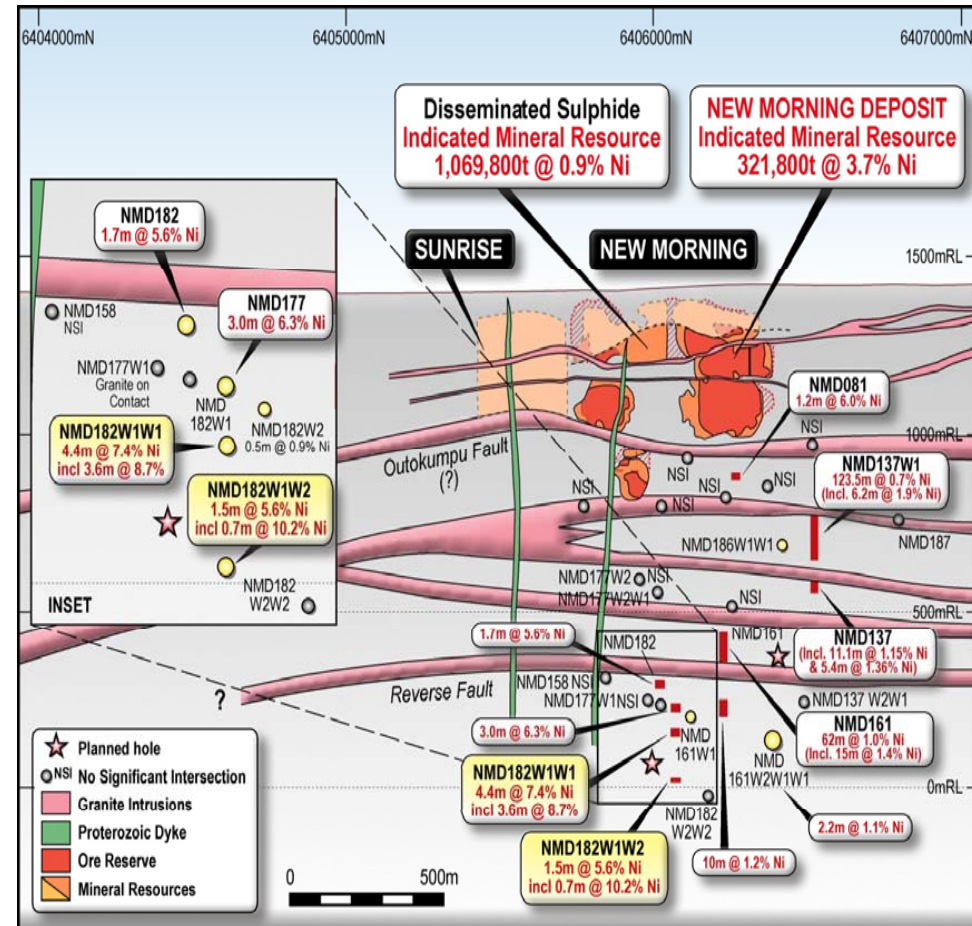 6404000mN
6405000mN
6406000mN
6407000mN
Disseminated Sulphide
Indicated Mineral Resource
1,069,800t @ 0.9% Ni
NEW MORNING DEPOSIT
Indicated Mineral Resource
321,800t @ 3.7% Ni
SUNRISE
NEW MORNING
1500mRL
1000mRL
500mRL
0mRL
NMD182
1.7m @ 5.6% Ni
NMD158
NSI
NMD177
3.0m @ 6.3% Ni
NMD177W1
Granite on
Contact
NMD
182W1
NMD182W2
0.5m @ 0.9% Ni
NMD182W1W1
4.4m @ 7.4% Ni
incl 3.6m @ 8.7%
NMD182W1W2
1.5m @ 5.6% Ni
incl 0.7m @ 10.2% Ni
NMD182
W2W2
INSET
Outokumpu Fault
(?)
NMD081
1.2m @ 6.0% Ni
NSI
NSI
NSI
NSI
NSI
NSI
NMD137W1
123.5m @ 0.7% Ni
(Incl. 6.2m @ 1.9% Ni)
NMD187
NMD186W1W1
NMD177W2
NSI
NMD177W2W1
NSI
NMD161
NMD137
(Incl. 11.1m @ 1.15% Ni
& 5.4m @ 1.36% Ni)
1.7m @ 5.6% Ni
NMD182
Reverse Fault
?
NMD158 NSI
NMD177W1NSI
NMD137 W2W1
NMD161
62m @ 1.0% Ni
(Incl. 15m @ 1.4% Ni)
3.0m @ 6.3% Ni
NMD
161W1
NMD
161W2W1W1
NMD182W1W1
4.4m @ 7.4% Ni
incl 3.6m @ 8.7%
NMD182
W2W2
2.2m @ 1.1% Ni
NMD182W1W2
1.5m @ 5.6% Ni
incl 0.7m @ 10.2% Ni
10m @ 1.2% Ni
Planned hole
NSI No Significant Intersection
Granite Intrusions
Proterozoic Dyke
Ore Reserve
Mineral Resources
0
500m